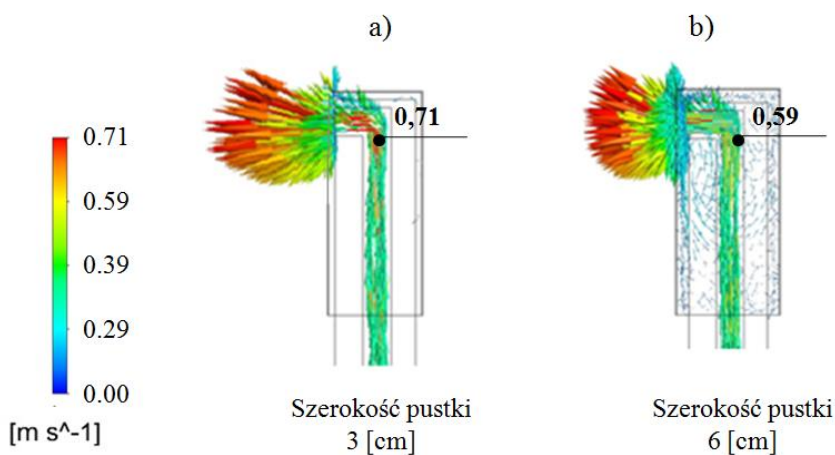 a)
b)
0,71
0,59
0.71
0.59
0.39
0.29
0.00
[m s^-1]
Szerokość pustki
3 [cm]
Szerokość pustki
6 [cm]